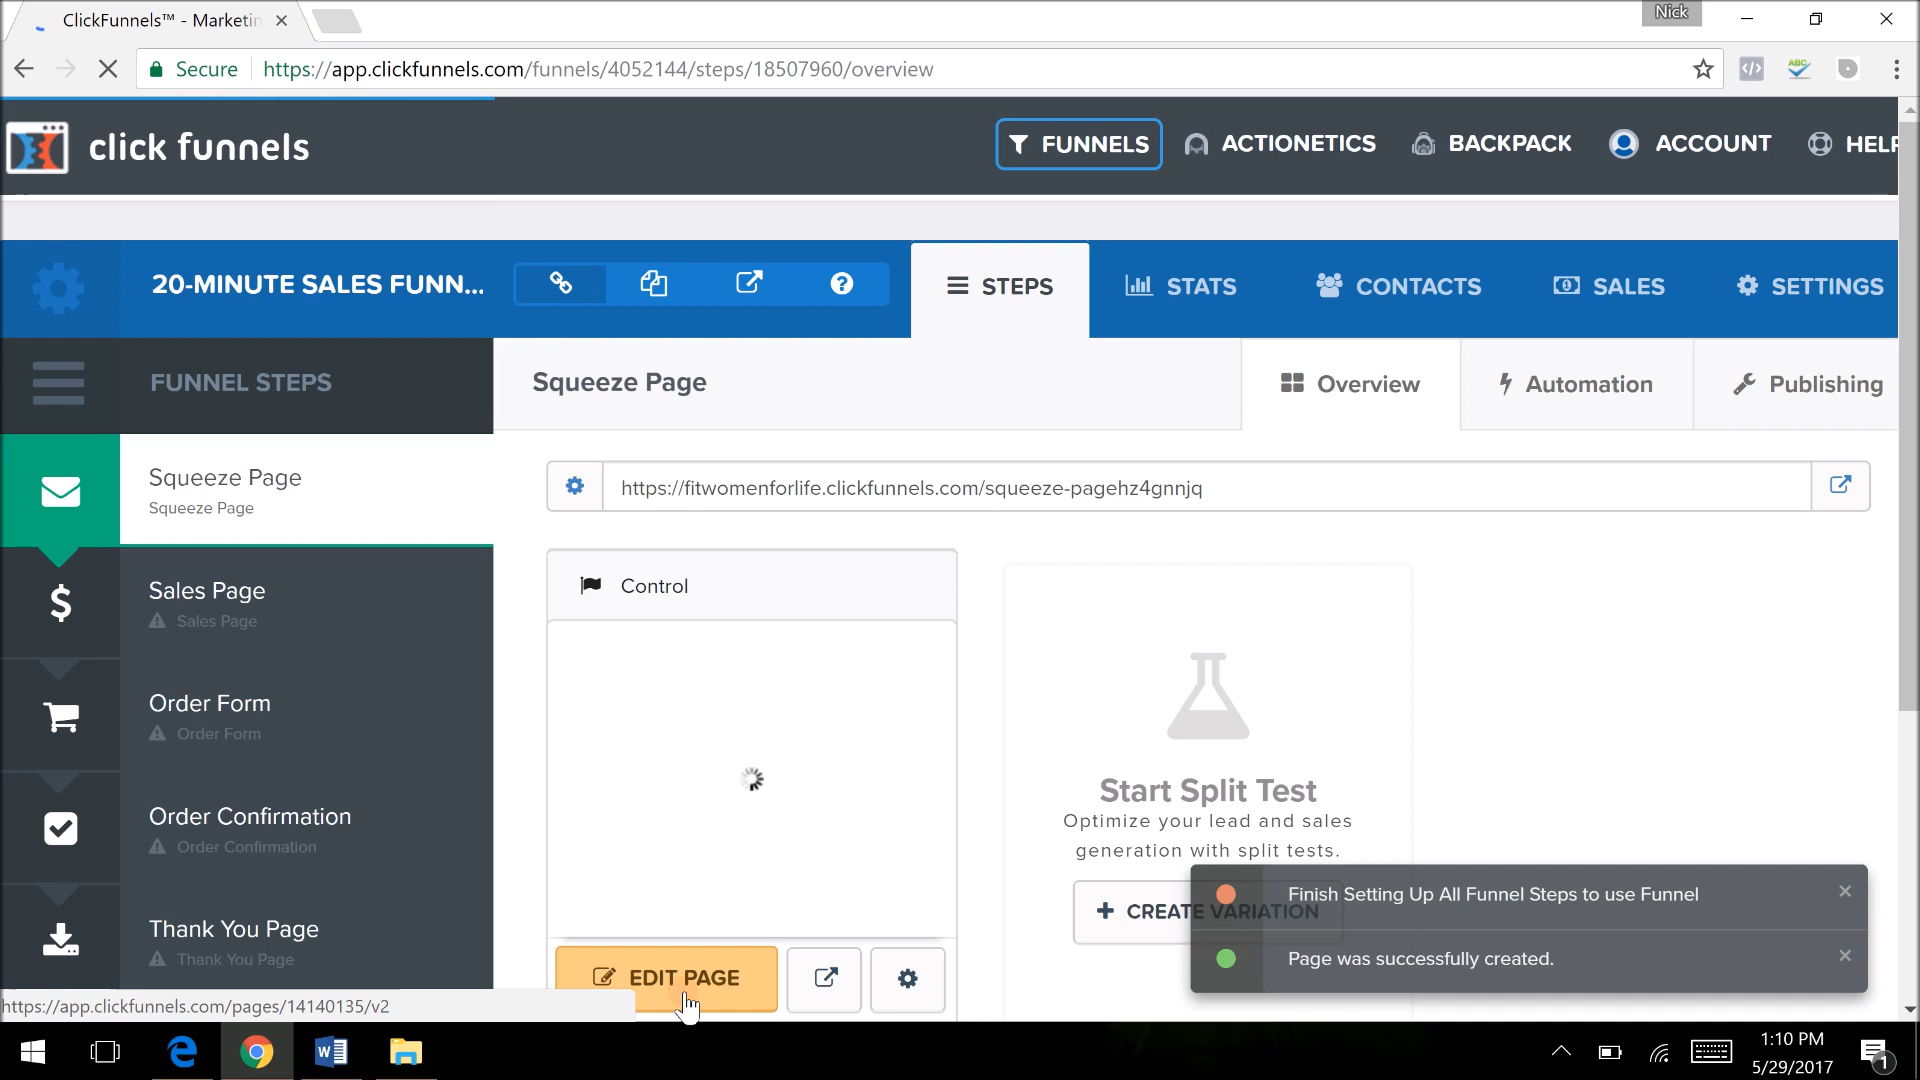 ClickFunnels™ - Marketin
Nick
Secure
https://app.clickfunnels.com/funnels/4052144/steps/18507960/overview
ABC
click funnels
FUNNELS
ACTIONETICS
BACKPACK
ACCOUNT
HELP
20-MINUTE SALES FUNN...
STEPS
STATS
CONTACTS
SALES
SETTINGS
FUNNEL STEPS
Squeeze Page
Overview
Automation
Publishing
Squeeze Page
Squeeze Page
https://fitwomenforlife.clickfunnels.com/squeeze-pagehz4gnnjq
Sales Page
Sales Page
Control
Order Form
Order Form
Start Split Test
Optimize your lead and sales
generation with split tests.
Order Confirmation
Order Confirmation
CREATE VARIATION
Finish Setting Up All Funnel Steps to use Funnel
Page was successfully created.
Thank You Page
Thank You Page
EDIT PAGE
https://app.clickfunnels.com/pages/14140135/v2
1:10 PM
5/29/2017
1